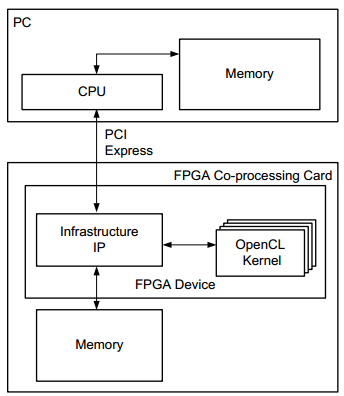 PC
Memory
CPU
PCI
Express
FPGA Co-processing Card
Infrastructure
IP
OpenCL
Kernel
FPGA Device
Memory